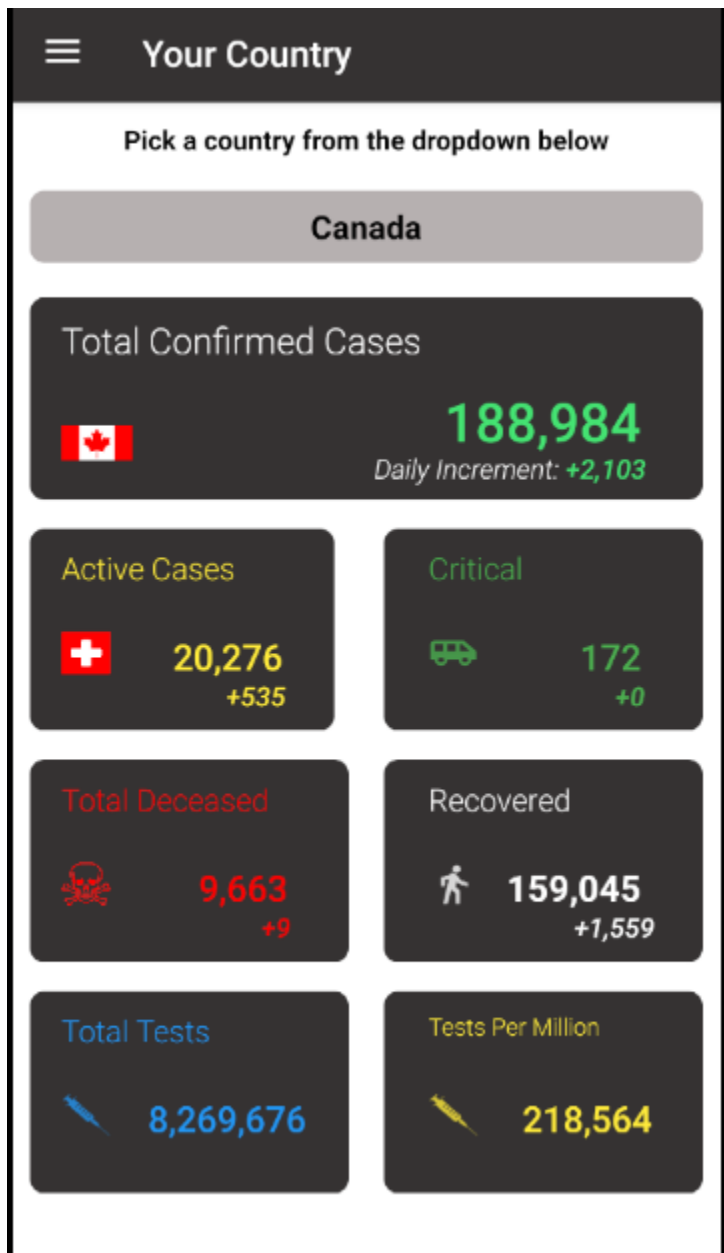 Your Country
Pick a country from the dropdown below
Canada
Total Confirmed Cases
188,984
Daily Increment: +2,103
Active Cases
20,276
+535
Critical
172
+0
Total Deceased
9,663
+9
Recovered
159,045
+1,559
Total Tests
8,269,676
Tests Per Million
218,564